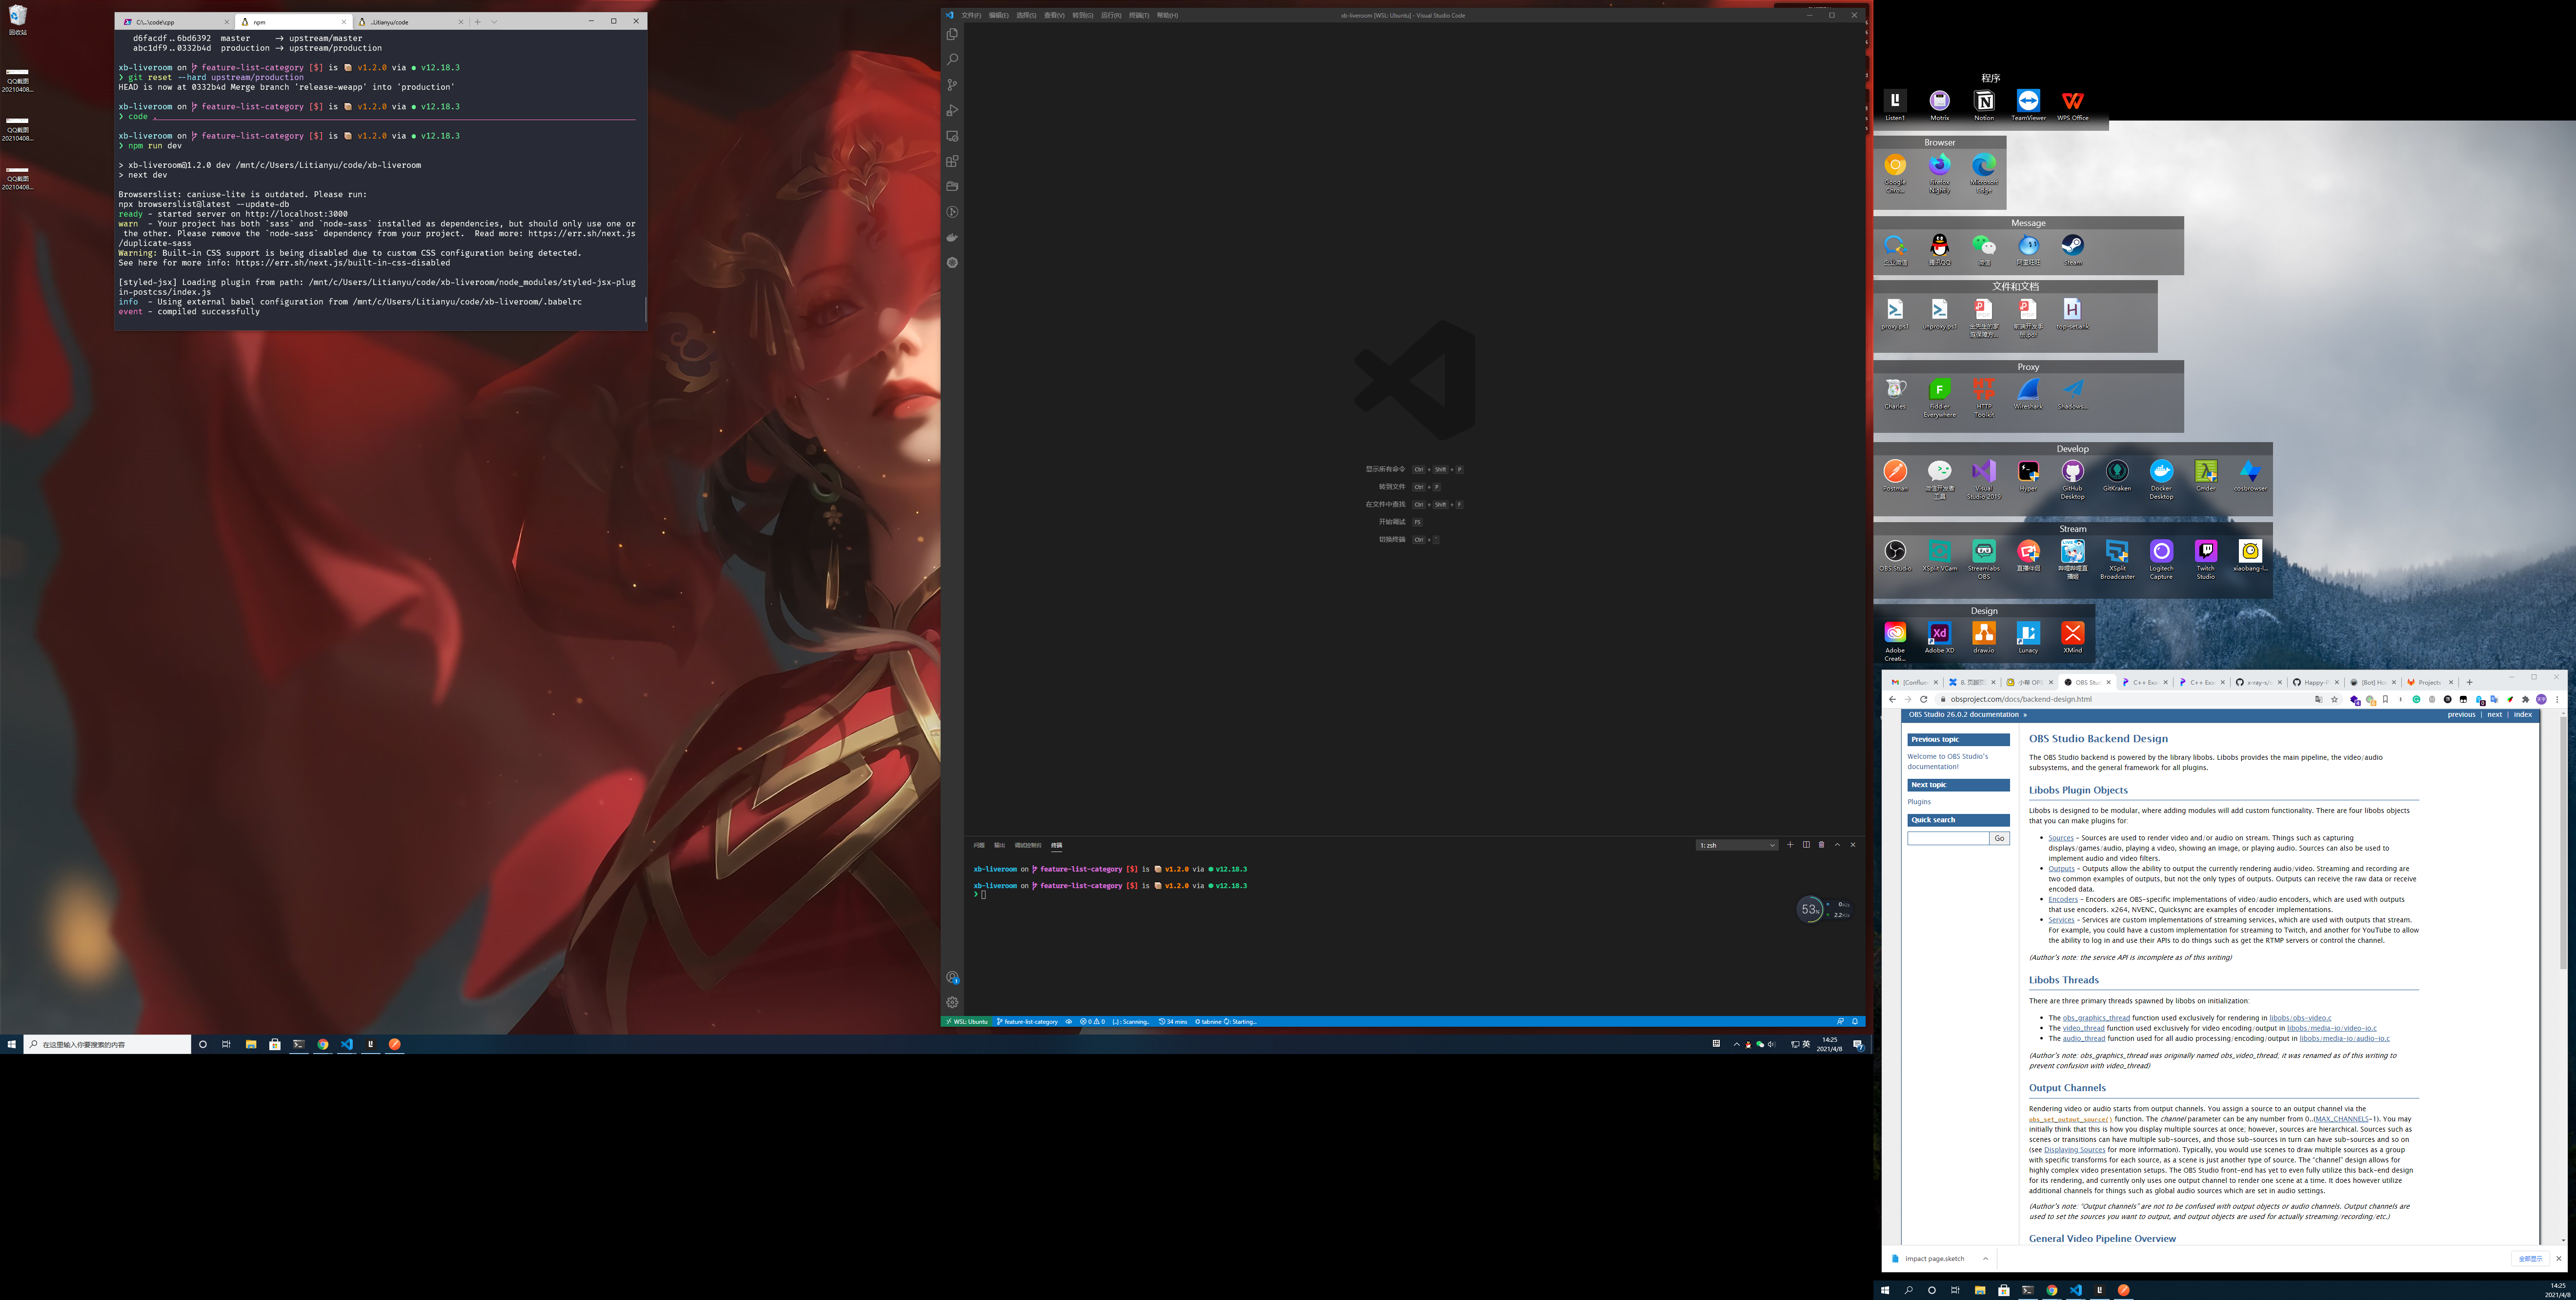 回收站
QQ截图
20210408...
QQ截图
20210408...
QQ截图
20210408...
C:\...\code\cpp
npm
..Litianyu/code
d6facdf..6bd6392  master     -> upstream/master
abc1df9..0332b4d  production -> upstream/production
xb-liveroom on feature-list-category [$] is v1.2.0 via v12.18.3
❯ git reset --hard upstream/production
HEAD is now at 0332b4d Merge branch 'release-weapp' into 'production'
xb-liveroom on feature-list-category [$] is v1.2.0 via v12.18.3
❯ code .
xb-liveroom on feature-list-category [$] is v1.2.0 via v12.18.3
❯ npm run dev
> xb-liveroom@1.2.0 dev /mnt/c/Users/Litianyu/code/xb-liveroom
> next dev
Browserslist: caniuse-lite is outdated. Please run:
npx browserslist@latest --update-db
ready - started server on http://localhost:3000
warn  - Your project has both `sass` and `node-sass` installed as dependencies, but should only use one or
the other. Please remove the `node-sass` dependency from your project.  Read more: https://err.sh/next.js
/duplicate-sass
Warning: Built-in CSS support is being disabled due to custom CSS configuration being detected.
See here for more info: https://err.sh/next.js/built-in-css-disabled
[styled-jsx] Loading plugin from path: /mnt/c/Users/Litianyu/code/xb-liveroom/node_modules/styled-jsx-plug
in-postcss/index.js
info  - Using external babel configuration from /mnt/c/Users/Litianyu/code/xb-liveroom/.babelrc
event - compiled successfully
文件(F) 编辑(E) 选择(S) 查看(V) 转到(G) 运行(R) 终端(T) 帮助(H)
xb-liveroom [WSL: Ubuntu] - Visual Studio Code
显示所有命令 Ctrl + Shift + P
转到文件 Ctrl + P
在文件中查找 Ctrl + Shift + F
开始调试 F5
切换终端 Ctrl + `
问题 输出 调试控制台 终端
1: zsh
xb-liveroom on feature-list-category [$] is v1.2.0 via v12.18.3
xb-liveroom on feature-list-category [$] is v1.2.0 via v12.18.3
❯
53%
0K/s
2.2K/s
WSL: Ubuntu feature-list-category 0 0 {..} : Scanning.. 34 mins tabnine : Starting...
在这里输入你要搜索的内容
英
14:25
2021/4/8
程序
Listen1 Motrix Notion TeamViewer WPS Office
Browser
Google Chro... Firefox Nightly Microsoft Edge
Message
企业微信 腾讯QQ 微信 阿里旺旺 Steam
文件和文档
proxy.ps1 unproxy.ps1 top-set.ahk
Proxy
Charles Fiddler Everywhere HTTP Toolkit Wireshark Shadows...
Develop
Postman 微信开发者工具 Visual Studio 2019 Hyper GitHub Desktop GitKraken Docker Desktop Cmder cosbrowser
Stream
OBS Studio XSplit VCam Streamlabs OBS 直播伴侣 哔哩哔哩直播姬 XSplit Broadcaster Logitech Capture Twitch Studio xiaobang-l...
Design
Adobe Creati... Adobe XD draw.io Lunacy XMind
[Conflu 小帮 OPS OBS Stu C++ Exa C++ Exa x-ray-s/ Happy-F [Bot] Ho Projects
obsproject.com/docs/backend-design.html
OBS Studio 26.0.2 documentation »
previous | next | index
Previous topic
Welcome to OBS Studio's
documentation!
Next topic
Plugins
Quick search
Go
OBS Studio Backend Design
The OBS Studio backend is powered by the library libobs. Libobs provides the main pipeline, the video/audio
subsystems, and the general framework for all plugins.
Libobs Plugin Objects
Libobs is designed to be modular, where adding modules will add custom functionality. There are four libobs objects
that you can make plugins for:
• Sources – Sources are used to render video and/or audio on stream. Things such as capturing
displays/games/audio, playing a video, showing an image, or playing audio. Sources can also be used to
implement audio and video filters.
• Outputs – Outputs allow the ability to output the currently rendering audio/video. Streaming and recording are
two common examples of outputs, but not the only types of outputs. Outputs can receive the raw data or receive
encoded data.
• Encoders – Encoders are OBS-specific implementations of video/audio encoders, which are used with outputs
that use encoders. x264, NVENC, Quicksync are examples of encoder implementations.
• Services – Services are custom implementations of streaming services, which are used with outputs that stream.
For example, you could have a custom implementation for streaming to Twitch, and another for YouTube to allow
the ability to log in and use their APIs to do things such as get the RTMP servers or control the channel.
(Author's note: the service API is incomplete as of this writing)
Libobs Threads
There are three primary threads spawned by libobs on initialization:
• The obs_graphics_thread function used exclusively for rendering in libobs/obs-video.c
• The video_thread function used exclusively for video encoding/output in libobs/media-io/video-io.c
• The audio_thread function used for all audio processing/encoding/output in libobs/media-io/audio-io.c
(Author's note: obs_graphics_thread was originally named obs_video_thread; it was renamed as of this writing to
prevent confusion with video_thread)
Output Channels
Rendering video or audio starts from output channels. You assign a source to an output channel via the
obs_set_output_source() function. The channel parameter can be any number from 0..(MAX_CHANNELS-1). You may
initially think that this is how you display multiple sources at once; however, sources are hierarchical. Sources such as
scenes or transitions can have multiple sub-sources, and those sub-sources in turn can have sub-sources and so on
(see Displaying Sources for more information). Typically, you would use scenes to draw multiple sources as a group
with specific transforms for each source, as a scene is just another type of source. The “channel” design allows for
highly complex video presentation setups. The OBS Studio front-end has yet to even fully utilize this back-end design
for its rendering, and currently only uses one output channel to render one scene at a time. It does however utilize
additional channels for things such as global audio sources which are set in audio settings.
(Author's note: “Output channels” are not to be confused with output objects or audio channels. Output channels are
used to set the sources you want to output, and output objects are used for actually streaming/recording/etc.)
General Video Pipeline Overview
impact page.sketch
全部显示
14:25
2021/4/8